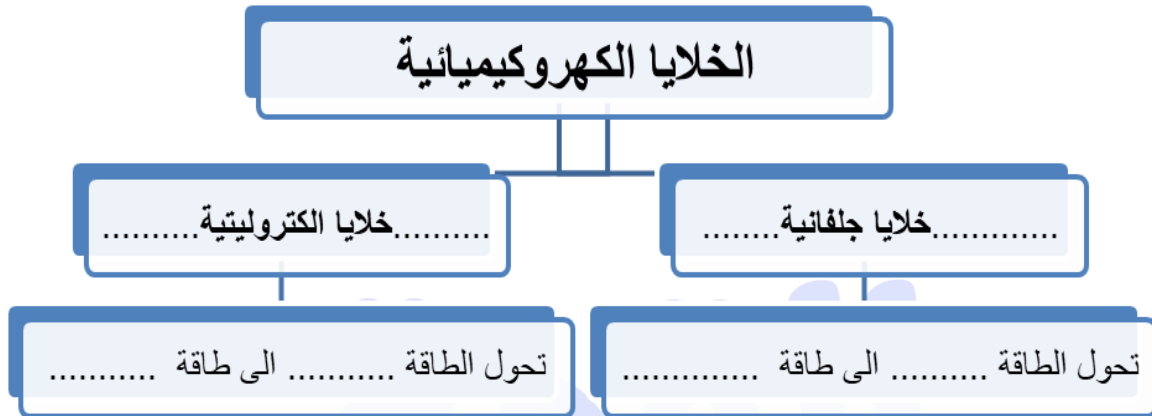 الخلايا الكهروكيميائية
.............خلايا جلفانية........
..........خلايا الكتروليتية..........
تحول الطاقة .......... الى طاقة ..............
تحول الطاقة ........... الى طاقة ...........